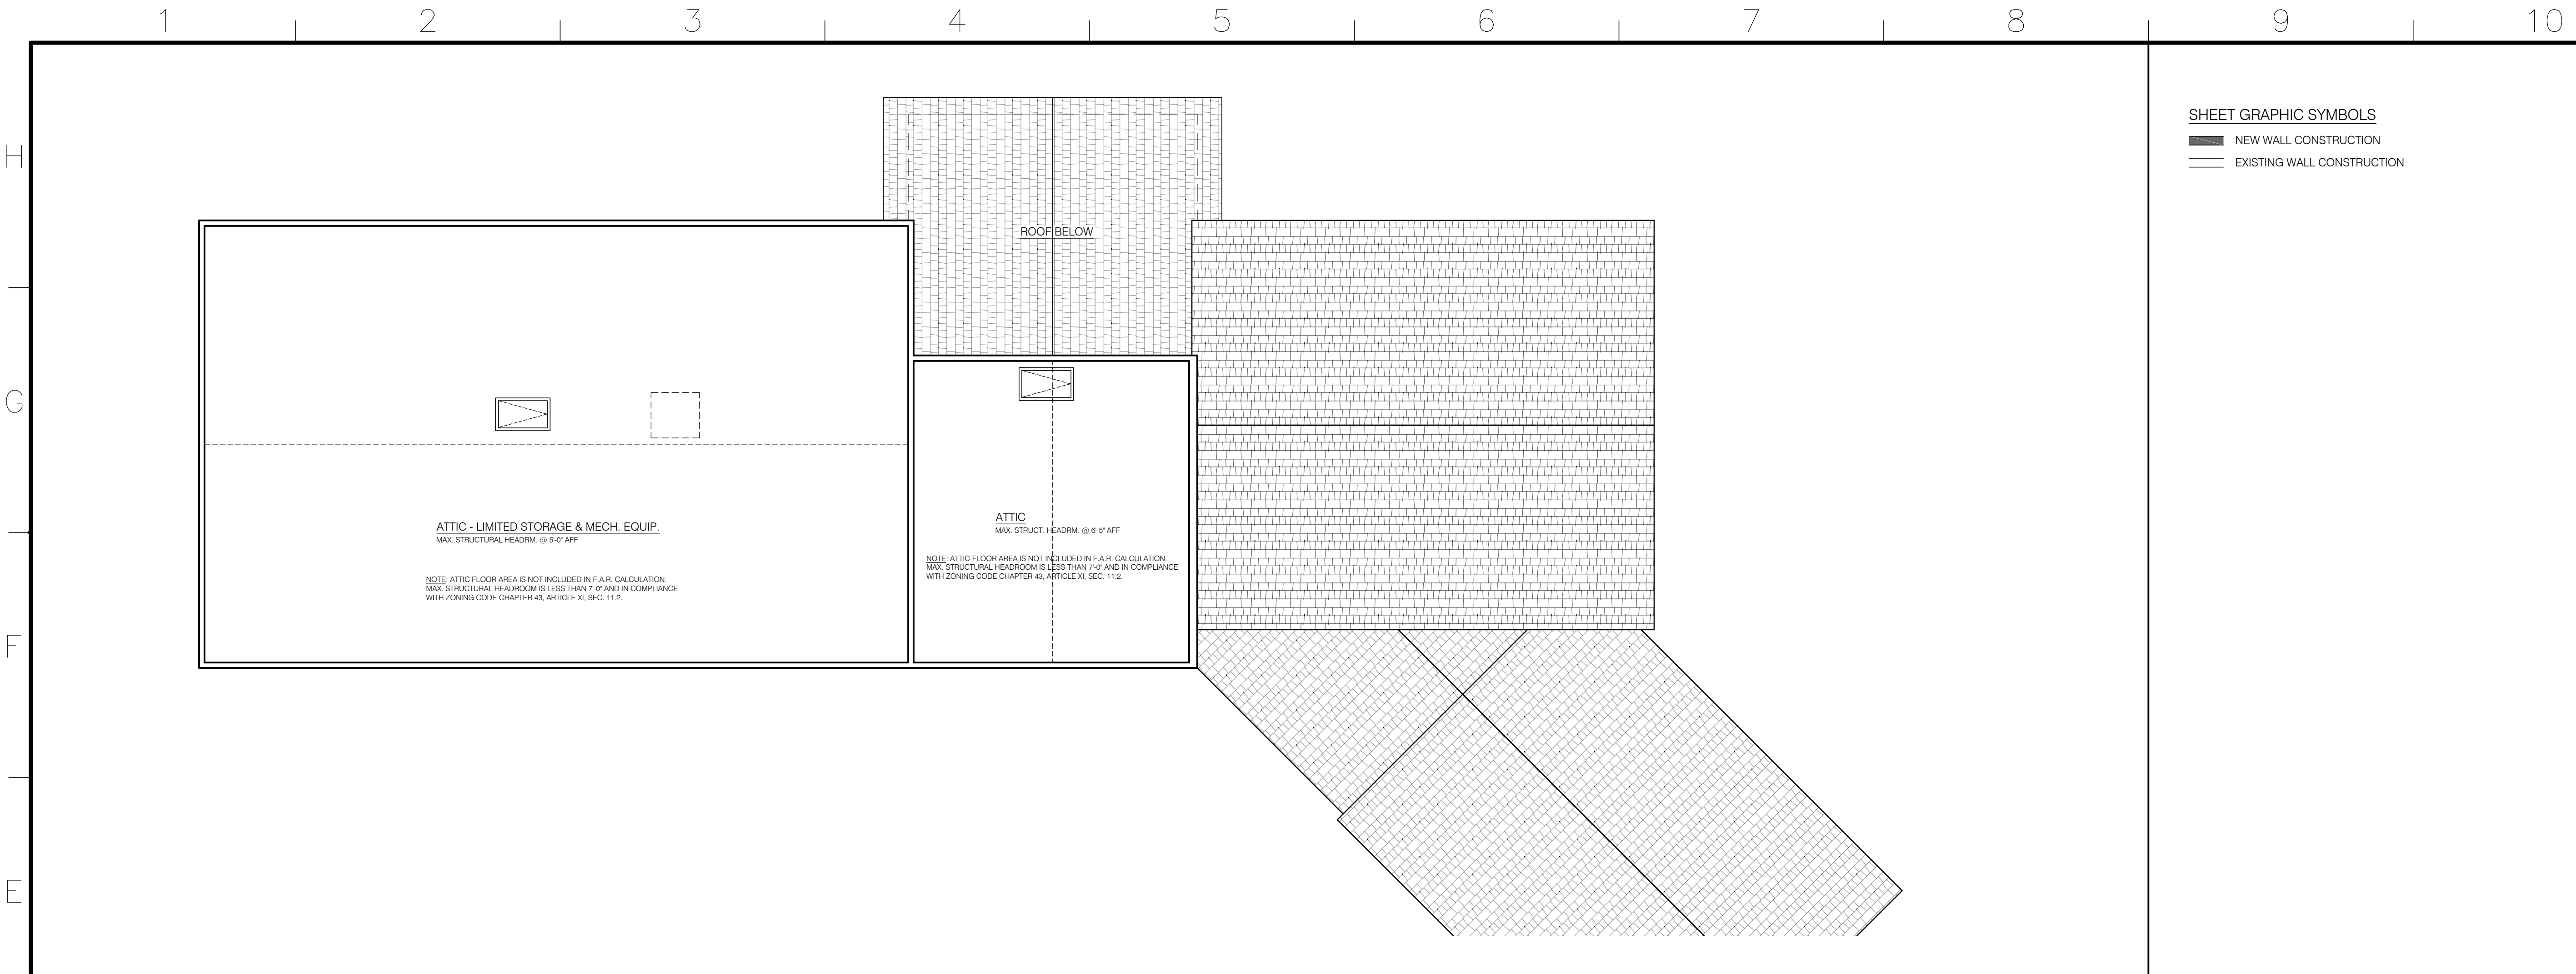 1 2 3 4 5 6 7 8 9 10
H
G
F
E
SHEET GRAPHIC SYMBOLS
NEW WALL CONSTRUCTION
EXISTING WALL CONSTRUCTION
ROOF BELOW
ATTIC - LIMITED STORAGE & MECH. EQUIP.
MAX. STRUCTURAL HEADRM. @ 5'-0" AFF
NOTE: ATTIC FLOOR AREA IS NOT INCLUDED IN F.A.R. CALCULATION.
MAX. STRUCTURAL HEADROOM IS LESS THAN 7'-0" AND IN COMPLIANCE
WITH ZONING CODE CHAPTER 43, ARTICLE XI, SEC. 11.2.
ATTIC
MAX. STRUCT. HEADRM. @ 6'-5" AFF
NOTE: ATTIC FLOOR AREA IS NOT INCLUDED IN F.A.R. CALCULATION.
MAX. STRUCTURAL HEADROOM IS LESS THAN 7'-0" AND IN COMPLIANCE
WITH ZONING CODE CHAPTER 43, ARTICLE XI, SEC. 11.2.